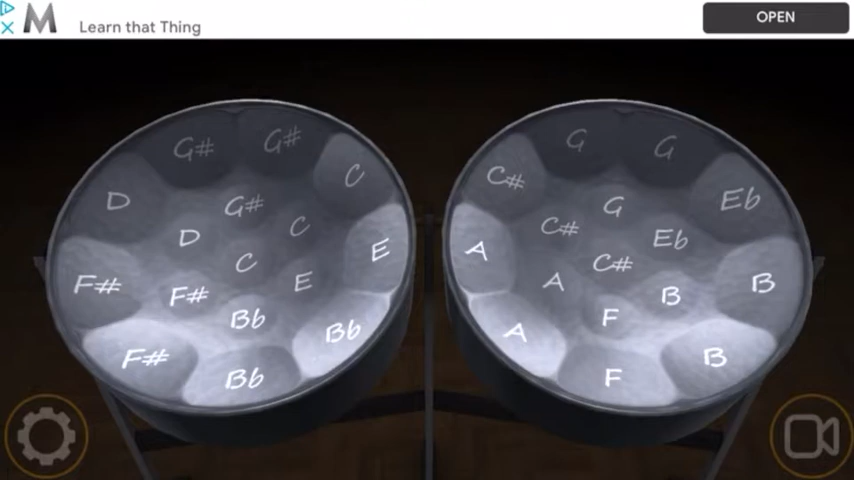 M
Learn that Thing
OPEN
G# G# G G
D C C# Eb
G# G
D C C# Eb
C C#
F# E A B
F# E A B
Bb F
F# Bb A B
Bb F